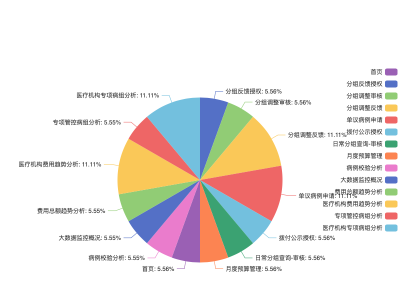 首页
分组反馈授权
分组调整审核
分组调整反馈
单议病例申请
拨付公示授权
日常分组查询-审核
月度预算管理
病例校验分析
大数据监控概况
费用总额趋势分析
医疗机构费用趋势分析
专项管控病组分析
医疗机构专项病组分析
分组反馈授权: 5.56%
分组调整审核: 5.56%
分组调整反馈: 11.11%
单议病例申请: 11.11%
拨付公示授权: 5.56%
日常分组查询-审核: 5.56%
月度预算管理: 5.56%
首页: 5.56%
病例校验分析: 5.55%
大数据监控概况: 5.55%
费用总额趋势分析: 5.55%
医疗机构费用趋势分析: 11.11%
专项管控病组分析: 5.55%
医疗机构专项病组分析: 11.11%